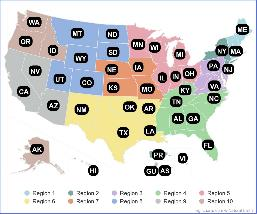 WA
MT
ND
ME
OR
ID
MN
WI
MI
NY
MA
SD
WY
NE
IA
PA
NJ
NV
UT
CO
KS
MO
IL
IN
OH
KY
VA
CA
AZ
NM
OK
AR
TN
NC
AL
GA
TX
LA
FL
AK
HI
PR
VI
GU
AS
Region 1
Region 2
Region 3
Region 4
Region 5
Region 6
Region 7
Region 8
Region 9
Region 10